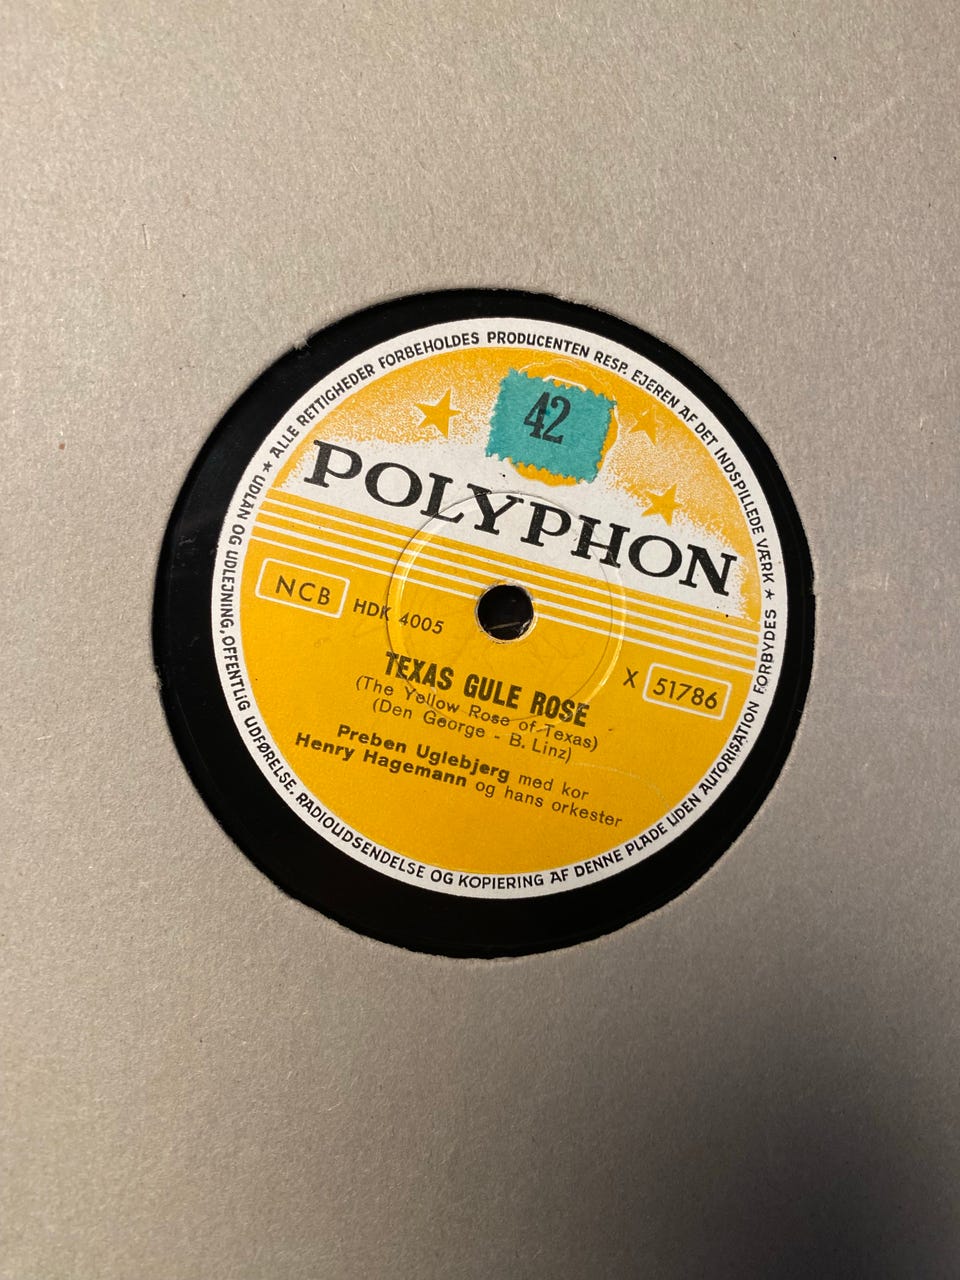 ★ ALLE RETTIGHEDER FORBEHOLDES PRODUCENTEN RESP. EJEREN AF DET INDSPILLEDE VÆRK ★
UDLÅN OG UDLEJNING, OFFENTLIG UDFØRELSE, RADIOUDSENDELSE OG KOPIERING AF DENNE PLADE UDEN AUTORISATION FORBYDES
42
POLYPHON
NCB HDK 4005
X 51786
TEXAS GULE ROSE
(The Yellow Rose of Texas)
(Den George - B. Linz)
Preben Uglebjerg med kor
Henry Hagemann og hans orkester